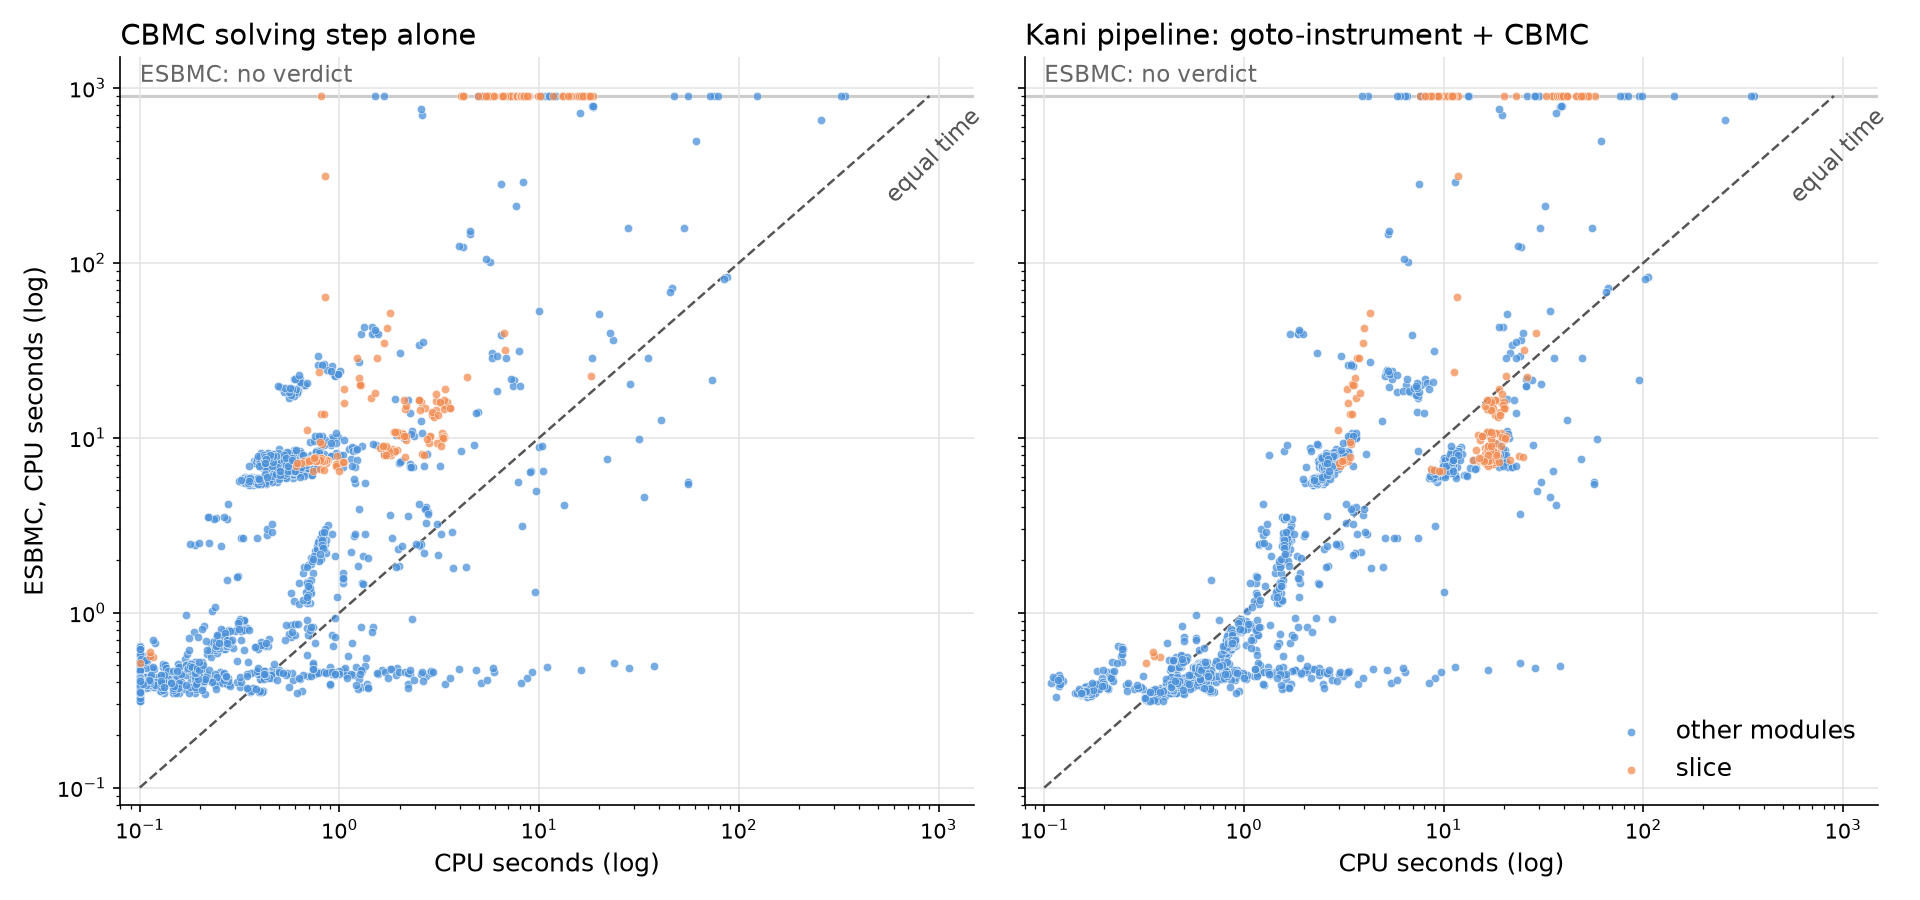 CBMC solving step alone
Kani pipeline: goto-instrument + CBMC
ESBMC: no verdict
ESBMC: no verdict
equal time
equal time
ESBMC, CPU seconds (log)
10³
10²
10¹
10⁰
10⁻¹
other modules
slice
10⁻¹ 10⁰ 10¹ 10² 10³
10⁻¹ 10⁰ 10¹ 10² 10³
CPU seconds (log)
CPU seconds (log)